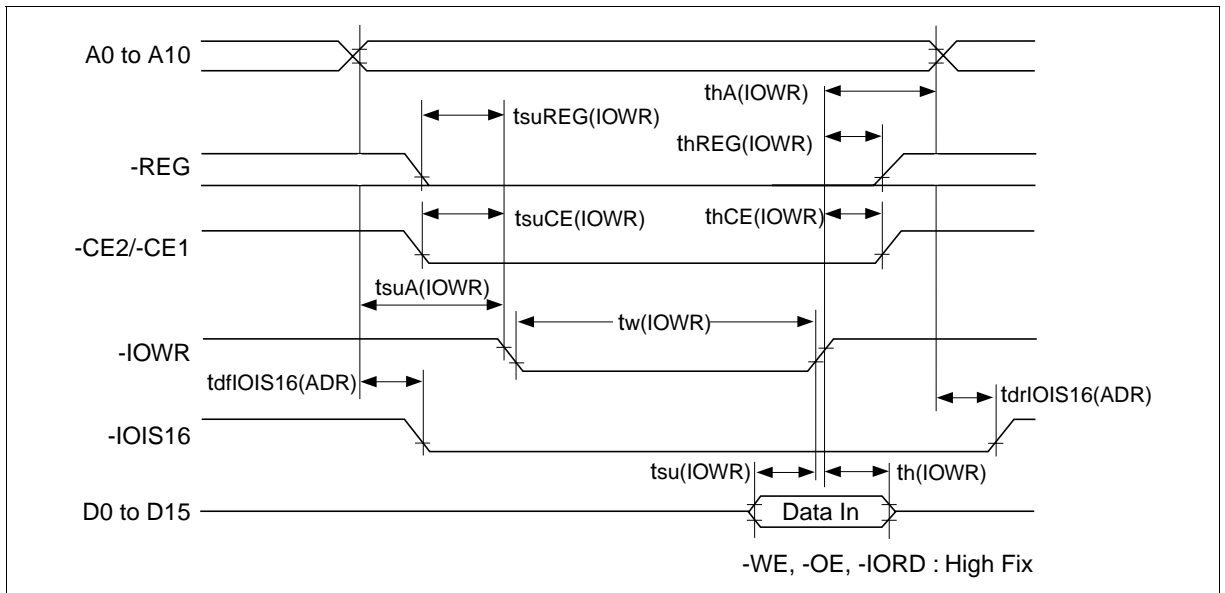 A0 to A10
thA(IOWR)
tsuREG(IOWR)
thREG(IOWR)
-REG
tsuCE(IOWR)
thCE(IOWR)
-CE2/-CE1
tsuA(IOWR)
tw(IOWR)
-IOWR
tdfIOIS16(ADR)
tdrIOIS16(ADR)
-IOIS16
tsu(IOWR)
th(IOWR)
D0 to D15
Data In
-WE, -OE, -IORD : High Fix